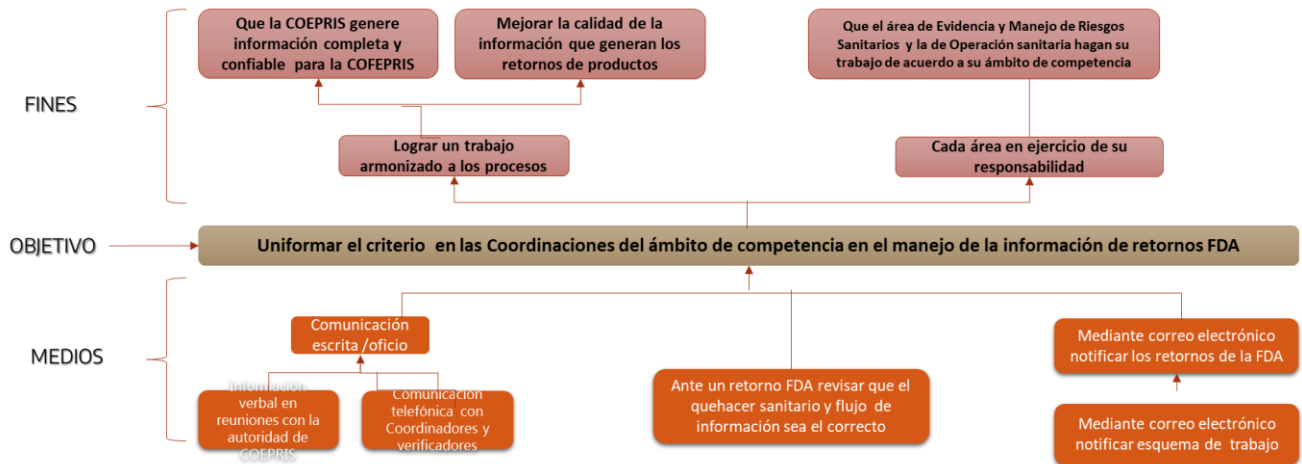 Que la COEPRIS genere
información completa y
confiable para la COFEPRIS
Mejorar la calidad de la
información que generan los
retornos de productos
Que el área de Evidencia y Manejo de Riesgos
Sanitarios y la de Operación sanitaria hagan su
trabajo de acuerdo a su ámbito de competencia
FINES
Lograr un trabajo
armonizado a los procesos
Cada área en ejercicio de su
responsabilidad
OBJETIVO
Uniformar el criterio en las Coordinaciones del ámbito de competencia en el manejo de la información de retornos FDA
MEDIOS
Comunicación
escrita /oficio
Mediante correo electrónico
notificar los retornos de la FDA
Información
verbal en
reuniones con la
autoridad de
COEPRIS
Comunicación
telefónica con
Coordinadores y
verificadores
Ante un retorno FDA revisar que el
quehacer sanitario y flujo de
información sea el correcto
Mediante correo electrónico
notificar esquema de trabajo